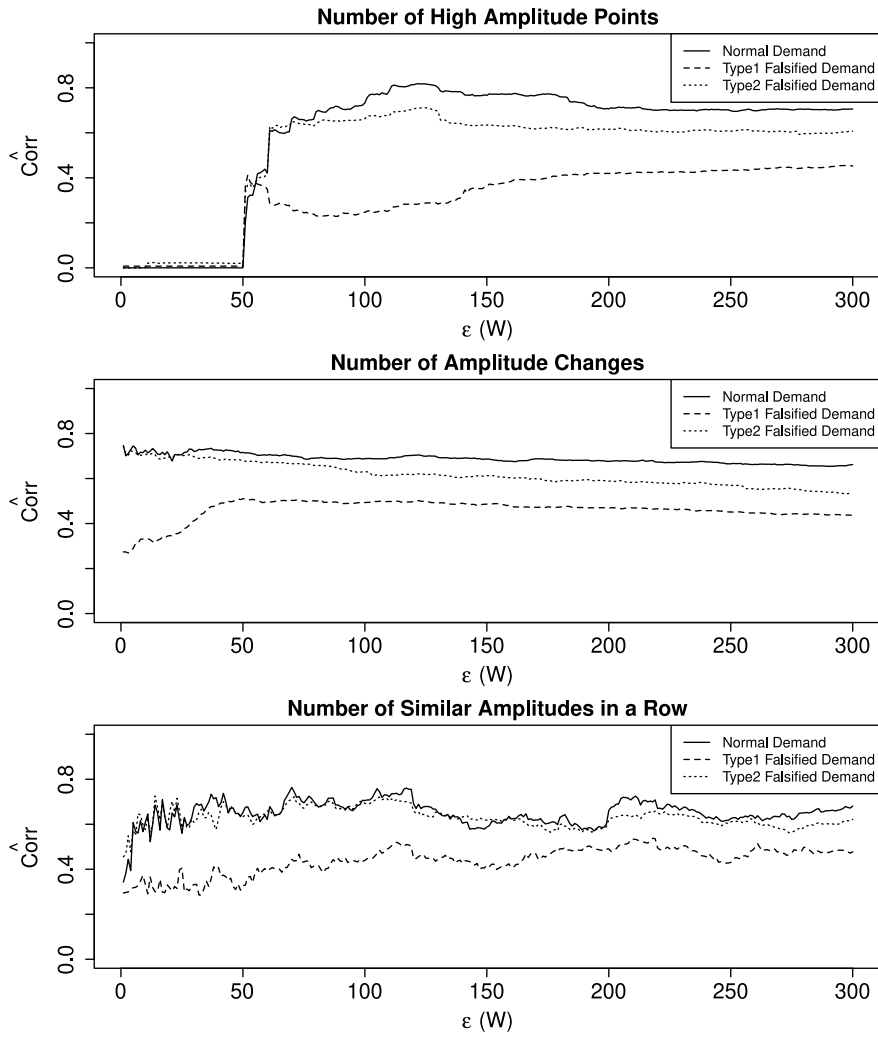 Number of High Amplitude Points
Normal Demand
Type1 Falsified Demand
Type2 Falsified Demand
0.8
0.4
0.0
Corr^
0 50 100 150 200 250 300
ε (W)
Number of Amplitude Changes
Normal Demand
Type1 Falsified Demand
Type2 Falsified Demand
0.8
0.4
0.0
Corr^
0 50 100 150 200 250 300
ε (W)
Number of Similar Amplitudes in a Row
Normal Demand
Type1 Falsified Demand
Type2 Falsified Demand
0.8
0.4
0.0
Corr^
0 50 100 150 200 250 300
ε (W)